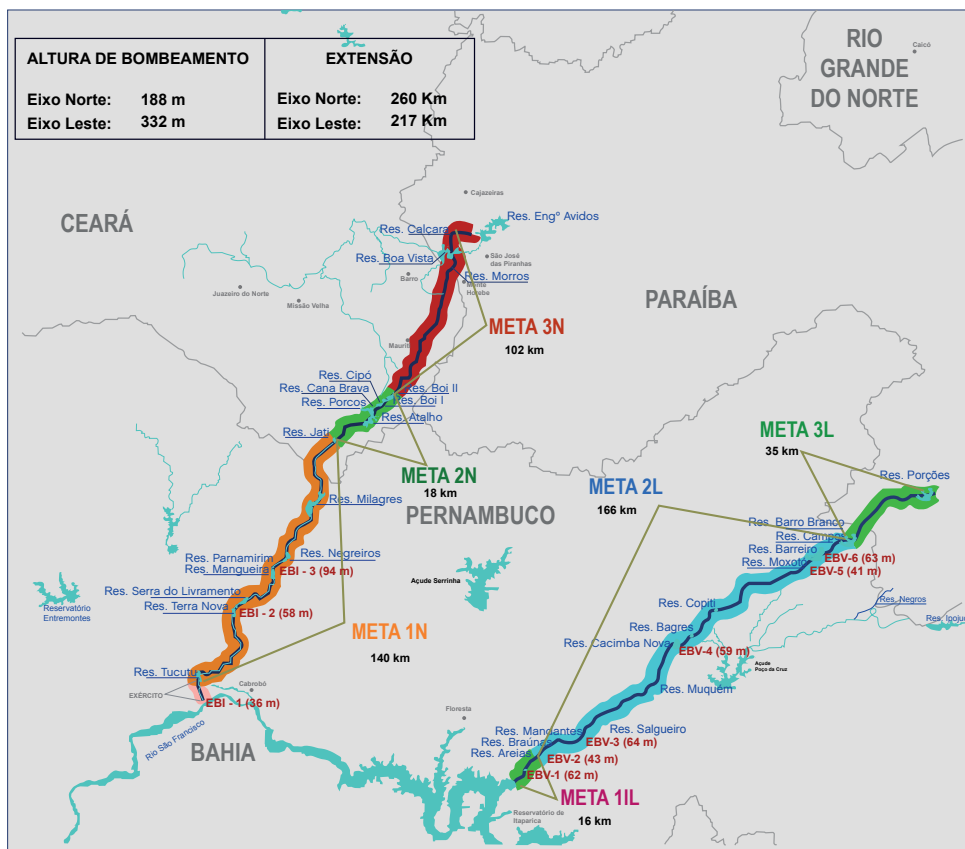 ALTURA DE BOMBEAMENTO
Eixo Norte: 188 m
Eixo Leste: 332 m
EXTENSÃO
Eixo Norte: 260 Km
Eixo Leste: 217 Km
RIO
GRANDE
DO NORTE
Caicó
CEARÁ
Cajazeiras
Res. Engº Avidos
Res. Caiçara
Res. Boa Vista
São José
das Piranhas
Barro
Res. Morros
Monte
Horebe
Juazeiro do Norte
Missão Velha
PARAÍBA
META 3N
102 km
Mauriti
Res. Cipó
Res. Cana Brava
Res. Boi II
Res. Porcos
Res. Boi I
Res. Atalho
Res. Jati
META 3L
35 km
META 2N
18 km
META 2L
166 km
Res. Porções
Res. Milagres
PERNAMBUCO
Res. Barro Branco
Res. Campos
Res. Barreiro
EBV-6 (63 m)
Res. Moxotó
EBV-5 (41 m)
Res. Parnamirim
Res. Negreiros
Res. Mangueira
EBI - 3 (94 m)
Açude Serrinha
Res. Serra do Livramento
Res. Terra Nova
EBI - 2 (58 m)
Reservatório
Entremontes
Res. Copiti
Res. Negros
Res. Ipojuc
META 1N
140 km
Res. Bagres
Res. Cacimba Nova
EBV-4 (59 m)
Açude
Poço da Cruz
Res. Tucutu
EXÉRCITO
Cabrobó
EBI - 1 (36 m)
Res. Muquém
Floresta
Rio São Francisco
BAHIA
Res. Mandantes
Res. Salgueiro
Res. Braúnas
EBV-3 (64 m)
Res. Areias
EBV-2 (43 m)
EBV-1 (62 m)
META 1IL
16 km
Reservatório de
Itaparica